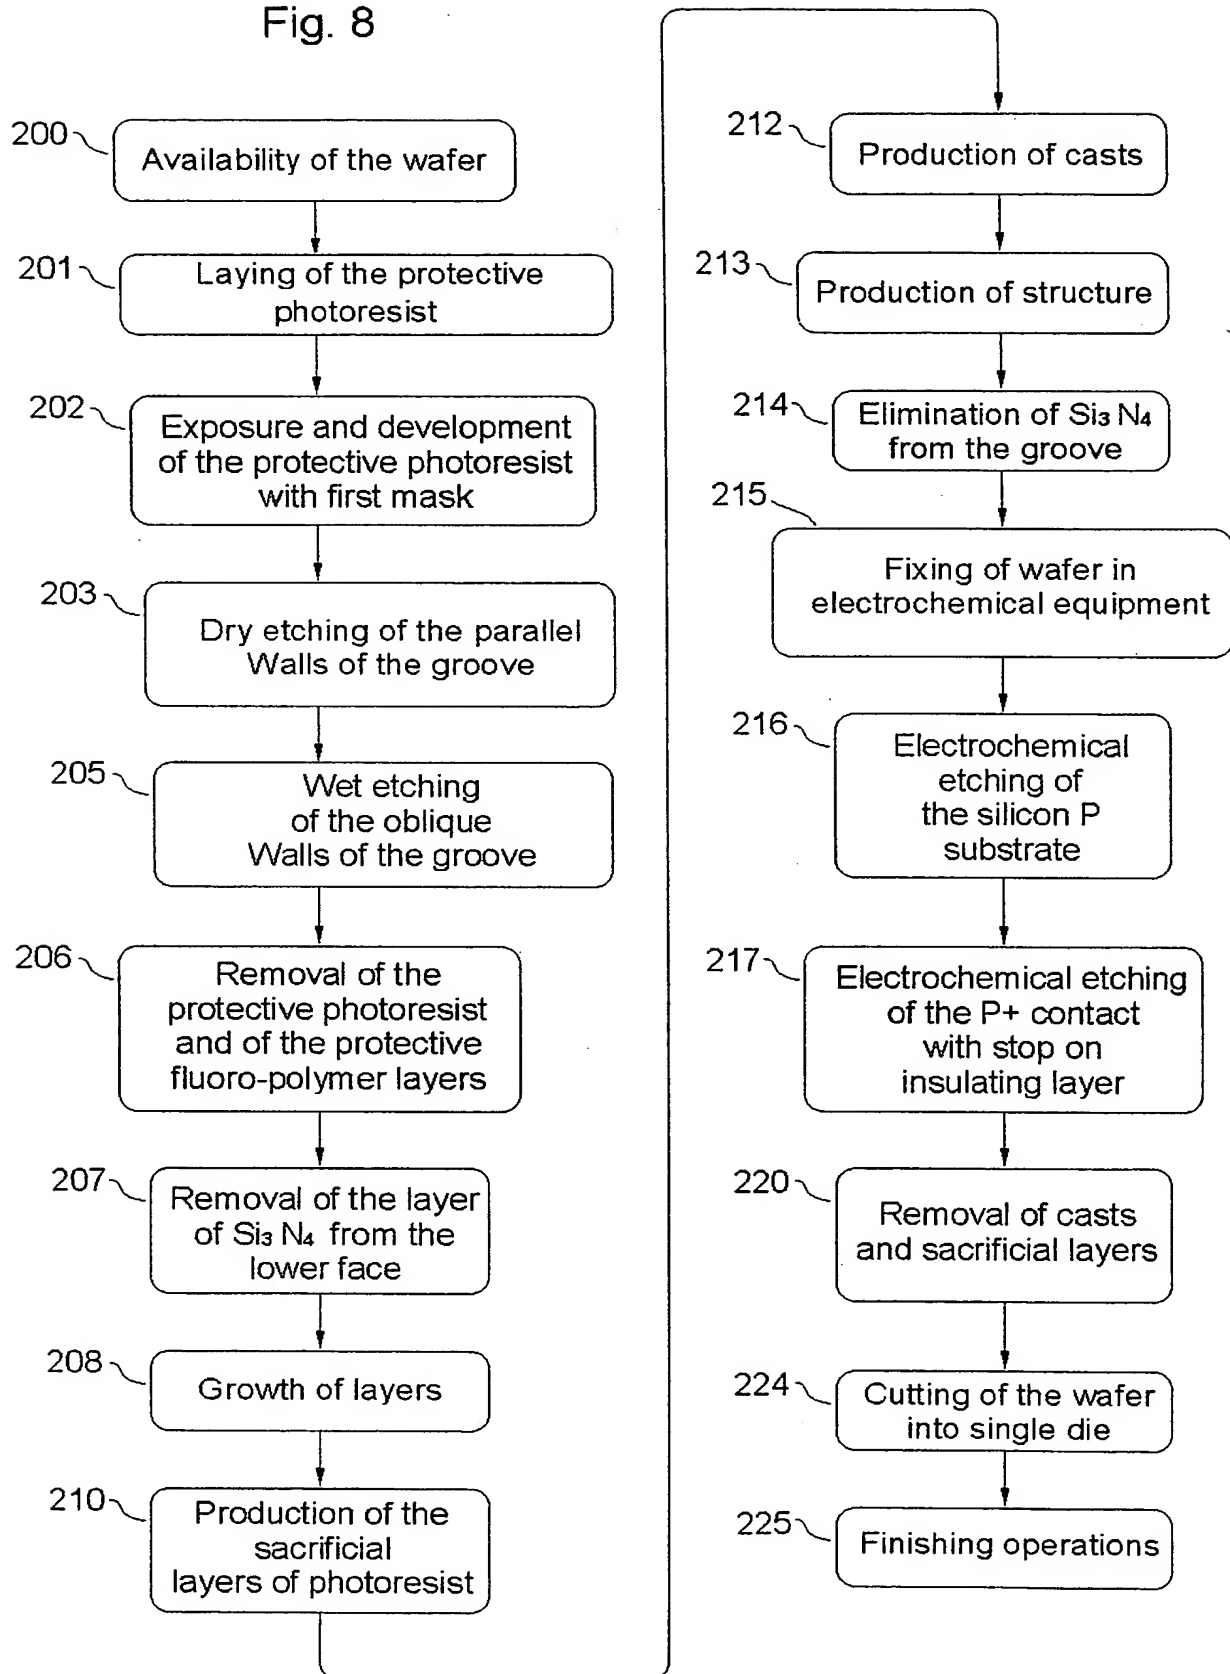 Fig. 8
200
Availability of the wafer
201
Laying of the protective
photoresist
202
Exposure and development
of the protective photoresist
with first mask
203
Dry etching of the parallel
Walls of the groove
205
Wet etching
of the oblique
Walls of the groove
206
Removal of the
protective photoresist
and of the protective
fluoro-polymer layers
207
Removal of the layer
of Si₃ N₄ from the
lower face
208
Growth of layers
210
Production of the
sacrificial
layers of photoresist
212
Production of casts
213
Production of structure
214
Elimination of Si₃ N₄
from the groove
215
Fixing of wafer in
electrochemical equipment
216
Electrochemical
etching of
the silicon P
substrate
217
Electrochemical etching
of the P+ contact
with stop on
insulating layer
220
Removal of casts
and sacrificial layers
224
Cutting of the wafer
into single die
225
Finishing operations